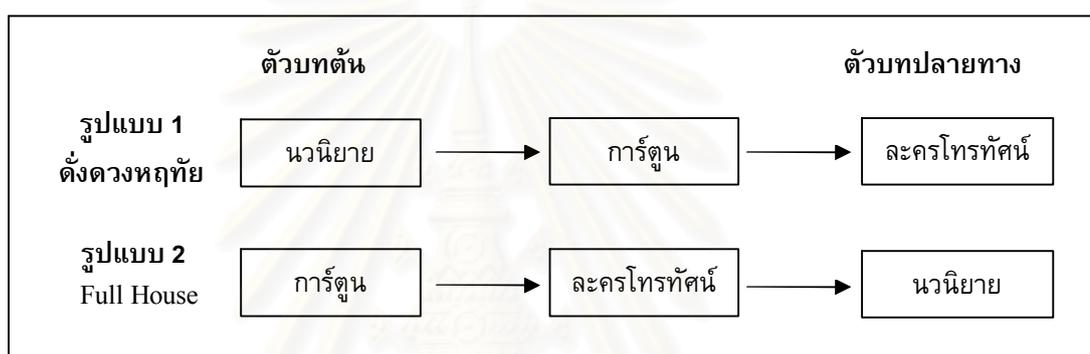 ตัวบทต้น ตัวบทปลายทาง
รูปแบบ 1
ดั่งดวงหฤทัย
นวนิยาย การ์ตูน ละครโทรทัศน์
รูปแบบ 2
Full House
การ์ตูน ละครโทรทัศน์ นวนิยาย